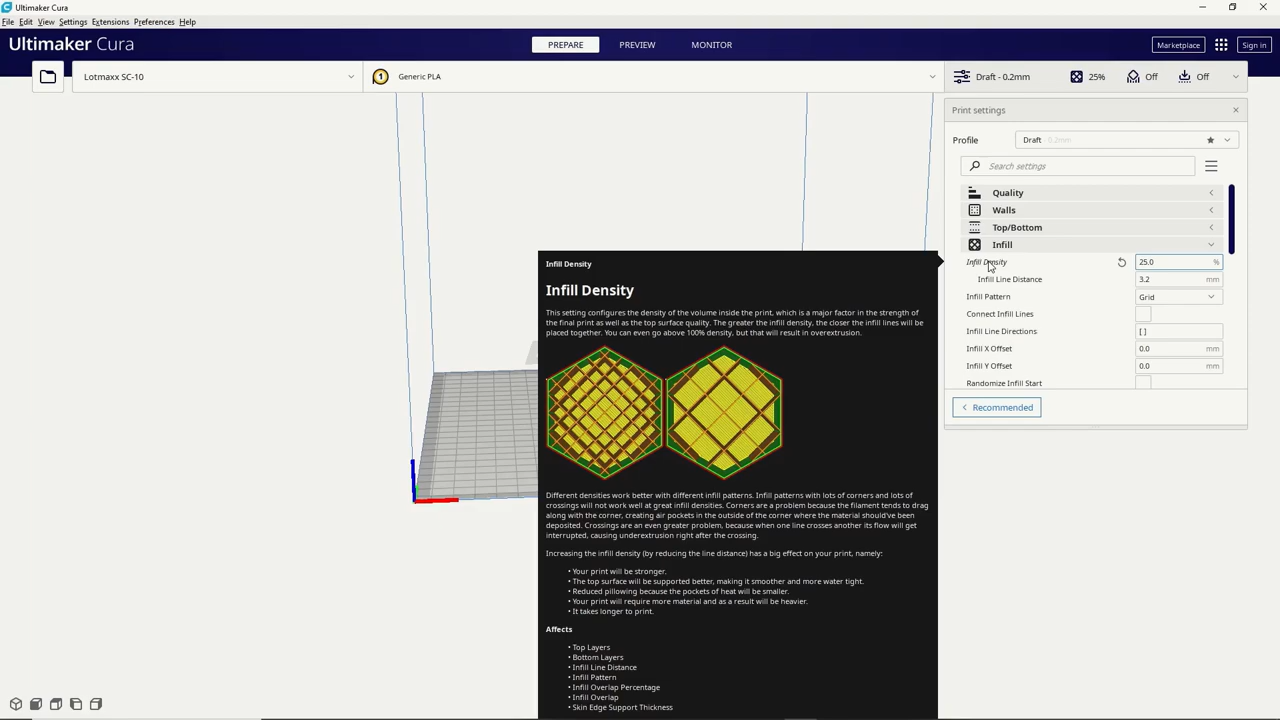 Ultimaker Cura
File Edit View Settings Extensions Preferences Help
Ultimaker Cura
PREPARE
PREVIEW
MONITOR
Marketplace
Sign in
Lotmaxx SC-10
1
Generic PLA
Draft - 0.2mm
25%
Off
Off
Print settings
Profile
Draft - 0.2mm
Search settings
Quality
Walls
Top/Bottom
Infill
Infill Density
25.0
%
Infill Line Distance
3.2
mm
Infill Pattern
Grid
Connect Infill Lines
Infill Line Directions
[ ]
Infill X Offset
0.0
mm
Infill Y Offset
0.0
mm
Randomize Infill Start
Recommended
Infill Density
Infill Density
This setting configures the density of the volume inside the print, which is a major factor in the strength of
the final print as well as the top surface quality. The greater the infill density, the closer the infill lines will be
placed together. You can even go above 100% density, but that will result in overextrusion.
Different densities work better with different infill patterns. Infill patterns with lots of corners and lots of
crossings will not work well at great infill densities. Corners are a problem because the filament tends to drag
along with the corner, creating air pockets in the outside of the corner where the material should've been
deposited. Crossings are an even greater problem, because when one line crosses another its flow will get
interrupted, causing underextrusion right after the crossing.
Increasing the infill density (by reducing the line distance) has a big effect on your print, namely:
• Your print will be stronger.
• The top surface will be supported better, making it smoother and more water tight.
• Reduced pillowing because the pockets of heat will be smaller.
• Your print will require more material and as a result will be heavier.
• It takes longer to print.
Affects
• Top Layers
• Bottom Layers
• Infill Line Distance
• Infill Pattern
• Infill Overlap Percentage
• Infill Overlap
• Skin Edge Support Thickness